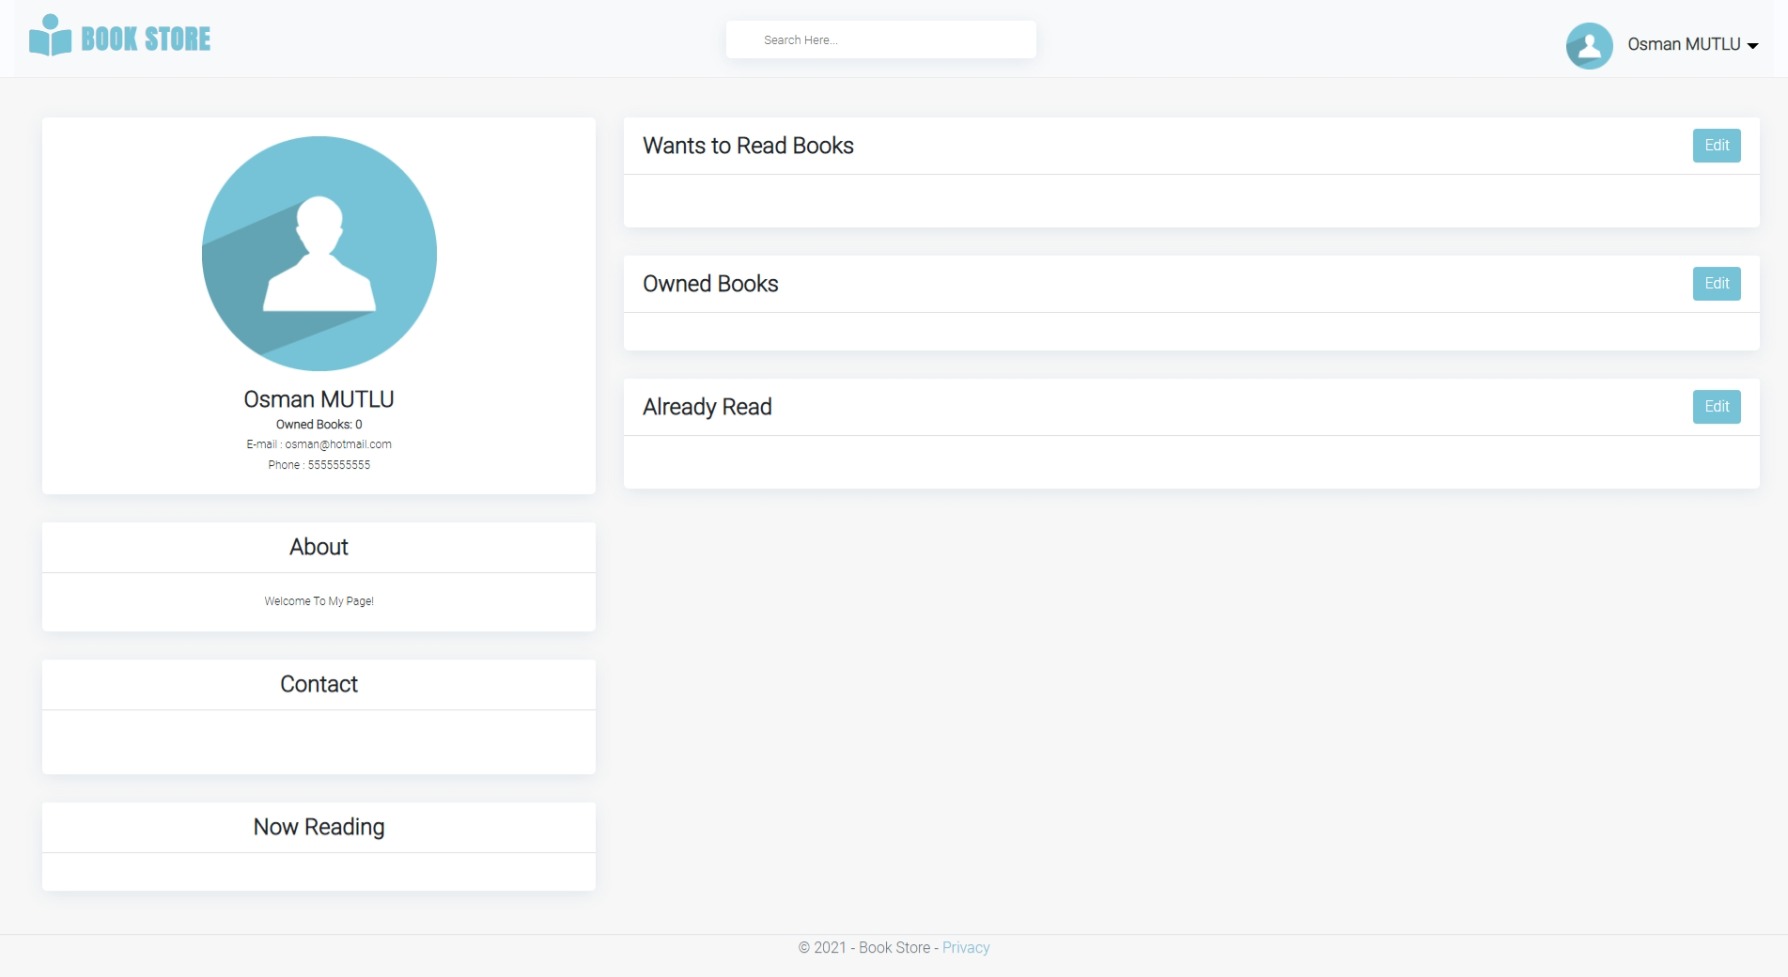 BOOK STORE
Search Here...
Osman MUTLU
Osman MUTLU
Owned Books: 0
E-mail : osman@hotmail.com
Phone : 5555555555
About
Welcome To My Page!
Contact
Now Reading
Wants to Read Books
Edit
Owned Books
Edit
Already Read
Edit
© 2021 - Book Store - Privacy